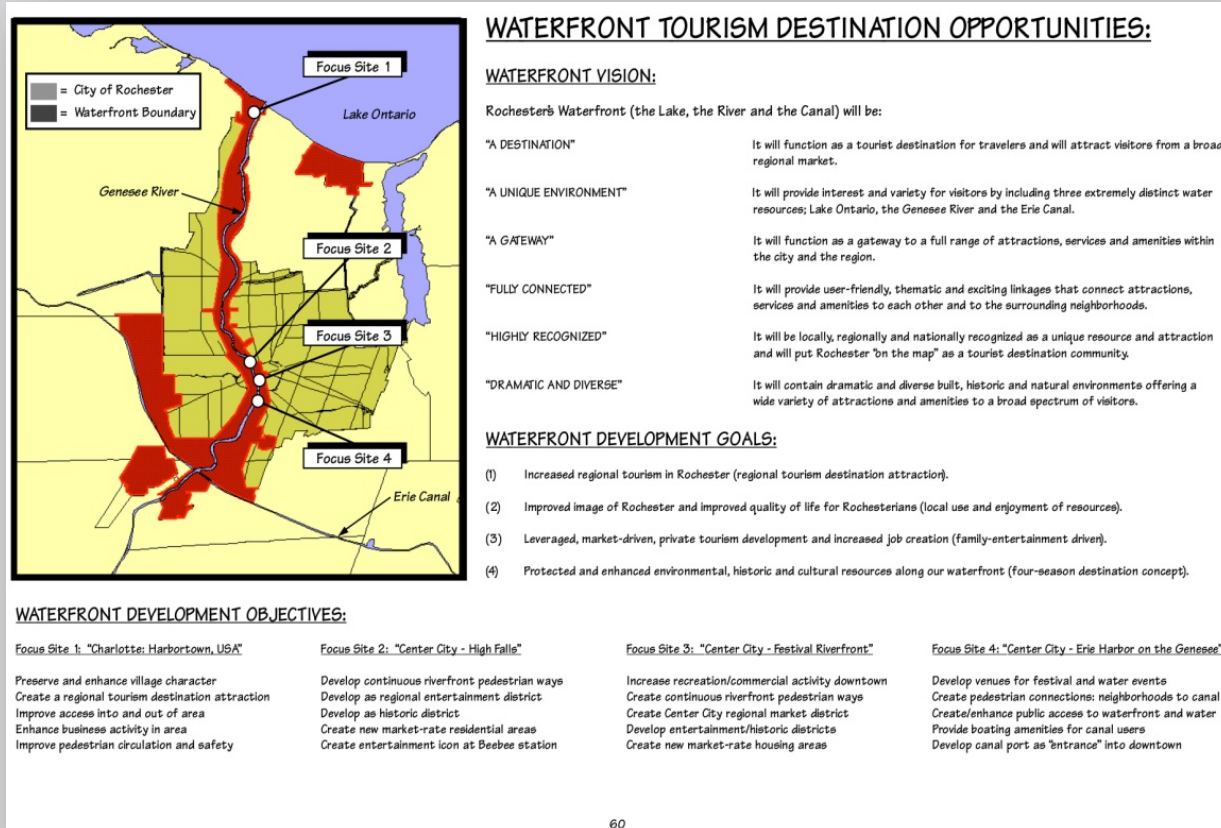 Focus Site 1
= City of Rochester
= Waterfront Boundary
Lake Ontario
Genesee River
Focus Site 2
Focus Site 3
Focus Site 4
Erie Canal
WATERFRONT TOURISM DESTINATION OPPORTUNITIES:
WATERFRONT VISION:
Rochester's Waterfront (the Lake, the River and the Canal) will be:
"A DESTINATION"
It will function as a tourist destination for travelers and will attract visitors from a broad
regional market.
"A UNIQUE ENVIRONMENT"
It will provide interest and variety for visitors by including three extremely distinct water
resources; Lake Ontario, the Genesee River and the Erie Canal.
"A GATEWAY"
It will function as a gateway to a full range of attractions, services and amenities within
the city and the region.
"FULLY CONNECTED"
It will provide user-friendly, thematic and exciting linkages that connect attractions,
services and amenities to each other and to the surrounding neighborhoods.
"HIGHLY RECOGNIZED"
It will be locally, regionally and nationally recognized as a unique resource and attraction
and will put Rochester "on the map" as a tourist destination community.
"DRAMATIC AND DIVERSE"
It will contain dramatic and diverse built, historic and natural environments offering a
wide variety of attractions and amenities to a broad spectrum of visitors.
WATERFRONT DEVELOPMENT GOALS:
(1) Increased regional tourism in Rochester (regional tourism destination attraction).
(2) Improved image of Rochester and improved quality of life for Rochesterians (local use and enjoyment of resources).
(3) Leveraged, market-driven, private tourism development and increased job creation (family-entertainment driven).
(4) Protected and enhanced environmental, historic and cultural resources along our waterfront (four-season destination concept).
WATERFRONT DEVELOPMENT OBJECTIVES:
Focus Site 1: "Charlotte: Harbortown, USA"
Preserve and enhance village character
Create a regional tourism destination attraction
Improve access into and out of area
Enhance business activity in area
Improve pedestrian circulation and safety
Focus Site 2: "Center City - High Falls"
Develop continuous riverfront pedestrian ways
Develop as regional entertainment district
Develop as historic district
Create new market-rate residential areas
Create entertainment icon at Beebee station
Focus Site 3: "Center City - Festival Riverfront"
Increase recreation/commercial activity downtown
Create continuous riverfront pedestrian ways
Create Center City regional market district
Develop entertainment/historic districts
Create new market-rate housing areas
Focus Site 4: "Center City - Erie Harbor on the Genesee"
Develop venues for festival and water events
Create pedestrian connections: neighborhoods to canal
Create/enhance public access to waterfront and water
Provide boating amenities for canal users
Develop canal port as "entrance" into downtown
60